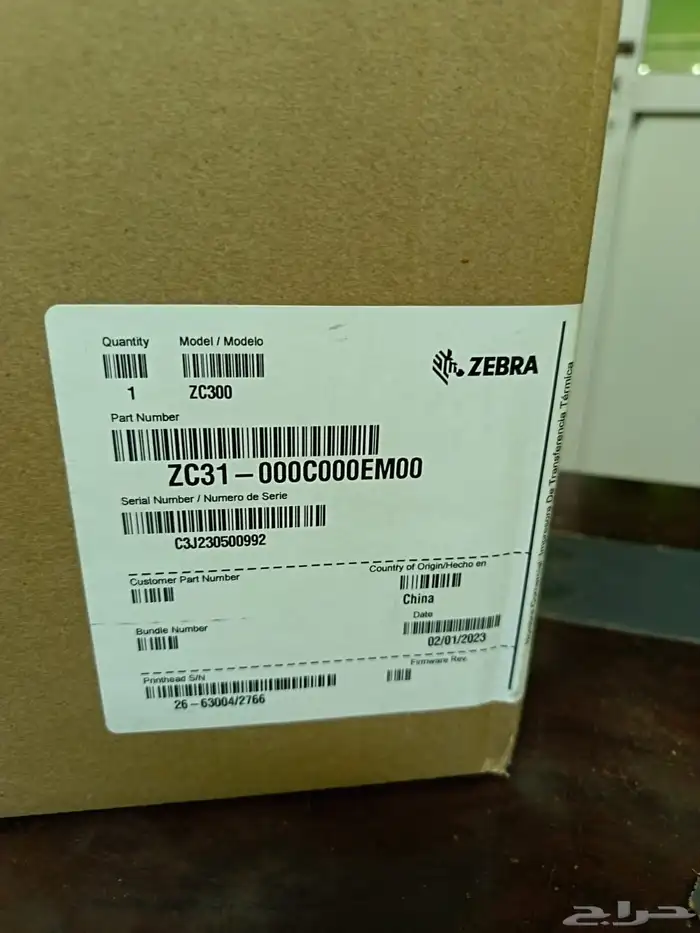 Quantity
Model / Modelo
ZEBRA
1
ZC300
Part Number
ZC31-000C000EM00
Serial Number / Numero de Serie
C3J230500992
Customer Part Number
Country of Origin/Hecho en
China
Bundle Number
Date
02/01/2023
Printhead S/N
Firmware Rev.
26-63004/2766
Impresora De Transferencia Térmica
حراج